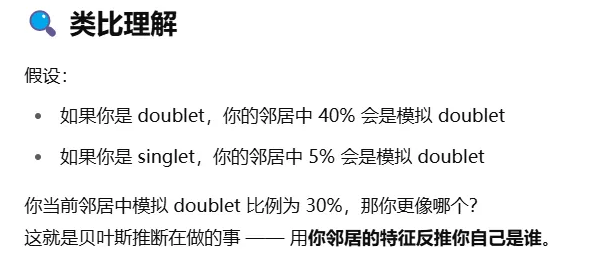 类比理解
假设：
如果你是 doublet，你的邻居中 40% 会是模拟 doublet
如果你是 singlet，你的邻居中 5% 会是模拟 doublet
你当前邻居中模拟 doublet 比例为 30%，那你更像哪个？
这就是贝叶斯推断在做的事 —— 用你邻居的特征反推你自己是谁。